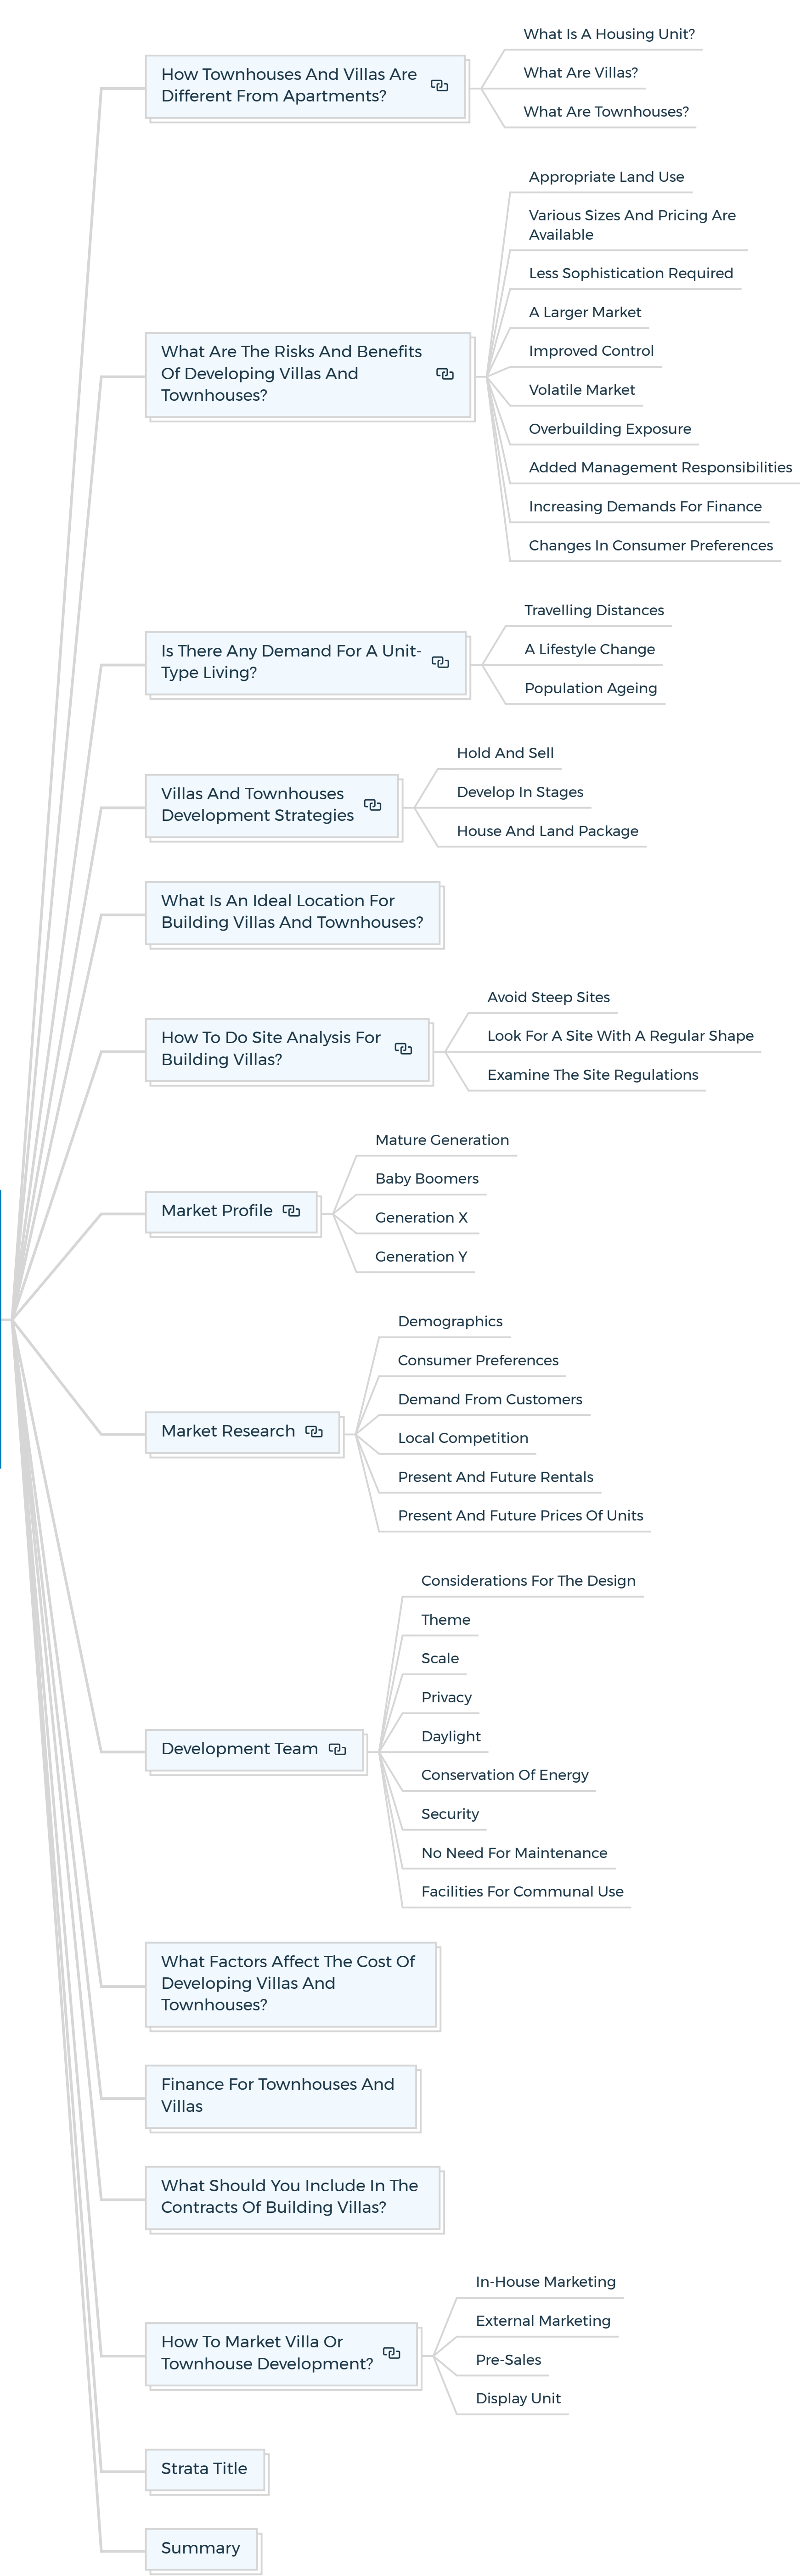 How Townhouses And Villas Are
Different From Apartments?
What Is A Housing Unit?
What Are Villas?
What Are Townhouses?
What Are The Risks And Benefits
Of Developing Villas And
Townhouses?
Appropriate Land Use
Various Sizes And Pricing Are
Available
Less Sophistication Required
A Larger Market
Improved Control
Volatile Market
Overbuilding Exposure
Added Management Responsibilities
Increasing Demands For Finance
Changes In Consumer Preferences
Is There Any Demand For A Unit-
Type Living?
Travelling Distances
A Lifestyle Change
Population Ageing
Villas And Townhouses
Development Strategies
Hold And Sell
Develop In Stages
House And Land Package
What Is An Ideal Location For
Building Villas And Townhouses?
How To Do Site Analysis For
Building Villas?
Avoid Steep Sites
Look For A Site With A Regular Shape
Examine The Site Regulations
Market Profile
Mature Generation
Baby Boomers
Generation X
Generation Y
Market Research
Demographics
Consumer Preferences
Demand From Customers
Local Competition
Present And Future Rentals
Present And Future Prices Of Units
Development Team
Considerations For The Design
Theme
Scale
Privacy
Daylight
Conservation Of Energy
Security
No Need For Maintenance
Facilities For Communal Use
What Factors Affect The Cost Of
Developing Villas And
Townhouses?
Finance For Townhouses And
Villas
What Should You Include In The
Contracts Of Building Villas?
How To Market Villa Or
Townhouse Development?
In-House Marketing
External Marketing
Pre-Sales
Display Unit
Strata Title
Summary